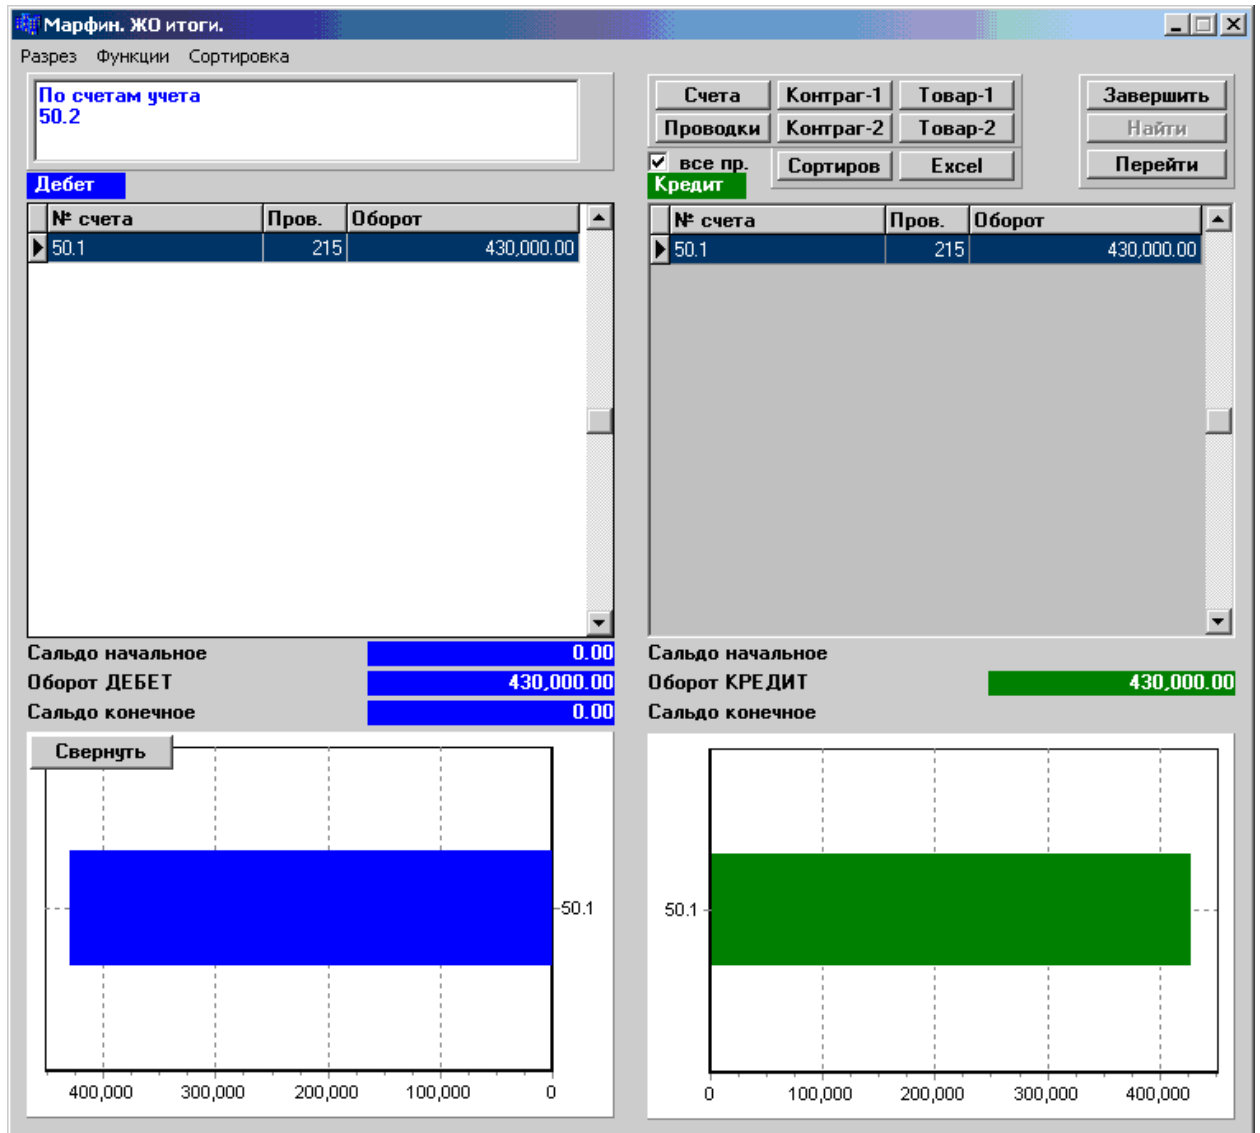 Марфин. ЖО итоги.
Разрез Функции Сортировка
По счетам учета
50.2
Счета Контраг-1 Товар-1 Завершить
Проводки Контраг-2 Товар-2 Найти
все пр. Сортиров Excel Перейти
Дебет Кредит
№ счета Пров. Оборот
50.1 215 430,000.00
№ счета Пров. Оборот
50.1 215 430,000.00
Сальдо начальное 0.00
Оборот ДЕБЕТ 430,000.00
Сальдо конечное 0.00
Сальдо начальное
Оборот КРЕДИТ 430,000.00
Сальдо конечное
Свернуть
50.1
400,000 300,000 200,000 100,000 0
50.1
0 100,000 200,000 300,000 400,000